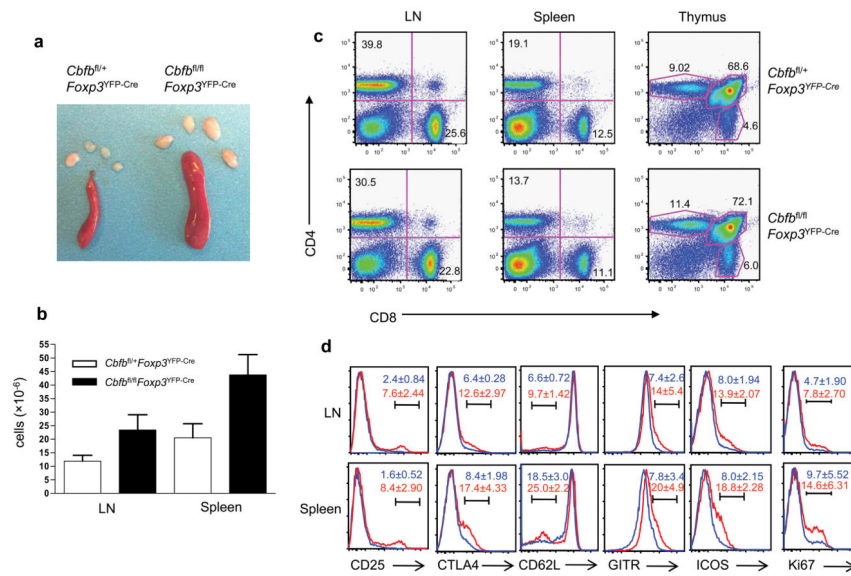 a
Cbfb^fl/+ Cbfb^fl/fl
Foxp3^YFP-Cre Foxp3^YFP-Cre
b
cells (×10^-6)
55
50
45
40
35
30
25
20
15
10
5
0
Cbfb^fl/+Foxp3^YFP-Cre
Cbfb^fl/flFoxp3^YFP-Cre
LN Spleen
c
LN Spleen Thymus
39.8 19.1 9.02 68.6
25.6 12.5 4.6
Cbfb^fl/+
Foxp3^YFP-Cre
30.5 13.7 11.4 72.1
22.8 11.1 6.0
Cbfb^fl/fl
Foxp3^YFP-Cre
CD4
CD8
d
LN
2.4±0.84 6.4±0.28 6.6±0.72 7.4±2.6 8.0±1.94 4.7±1.90
7.6±2.44 12.6±2.97 9.7±1.42 14±5.4 13.9±2.07 7.8±2.70
Spleen
1.6±0.52 8.4±1.98 18.5±3.0 7.8±3.4 8.0±2.15 9.7±5.52
8.4±2.90 17.4±4.33 25.0±2.2 20±4.9 18.8±2.28 14.6±6.31
CD25 CTLA4 CD62L GITR ICOS Ki67